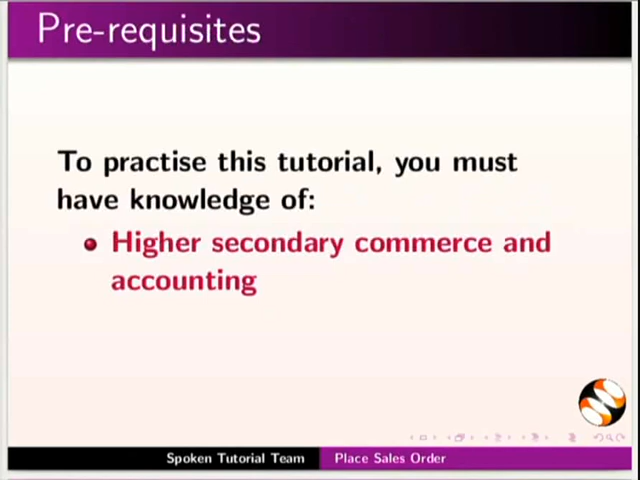 Pre-requisites
To practise this tutorial, you must
have knowledge of:
Higher secondary commerce and
accounting
Spoken Tutorial Team
Place Sales Order